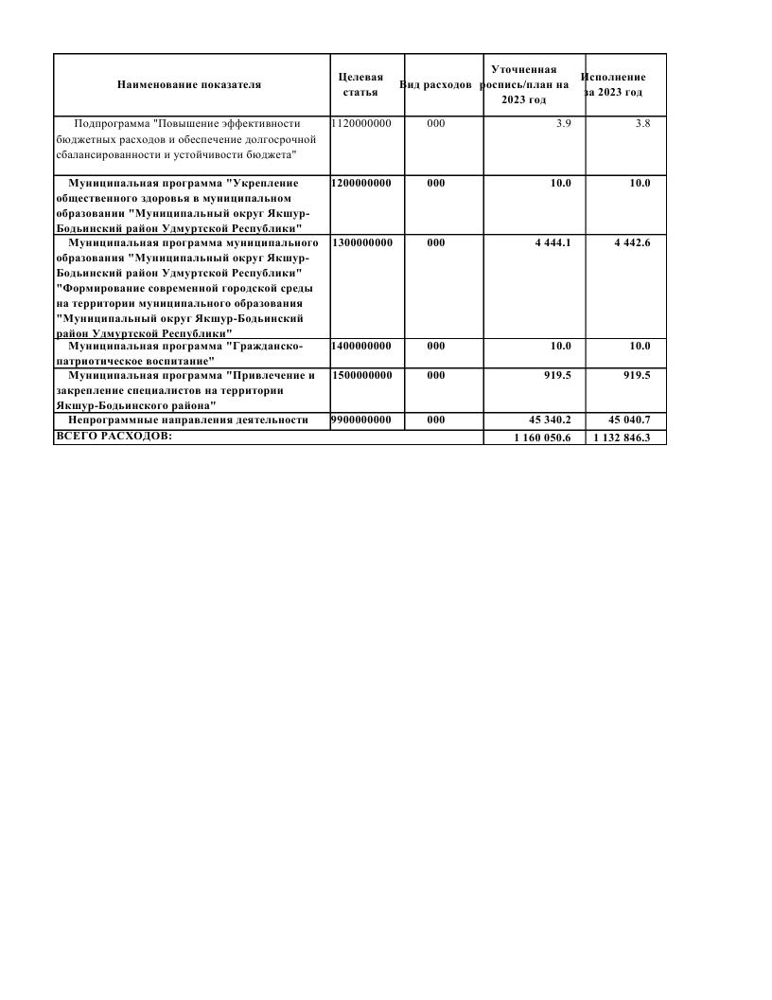 Наименование показателя
Целевая
статья
Вид расходов
Уточненная
роспись/план на
2023 год
Исполнение
за 2023 год
Подпрограмма "Повышение эффективности
бюджетных расходов и обеспечение долгосрочной
сбалансированности и устойчивости бюджета"
1120000000 000 3.9 3.8
Муниципальная программа "Укрепление
общественного здоровья в муниципальном
образовании "Муниципальный округ Якшур-
Бодьинский район Удмуртской Республики"
1200000000 000 10.0 10.0
Муниципальная программа муниципального
образования "Муниципальный округ Якшур-
Бодьинский район Удмуртской Республики"
"Формирование современной городской среды
на территории муниципального образования
"Муниципальный округ Якшур-Бодьинский
район Удмуртской Республики"
1300000000 000 4 444.1 4 442.6
Муниципальная программа "Гражданско-
патриотическое воспитание"
1400000000 000 10.0 10.0
Муниципальная программа "Привлечение и
закрепление специалистов на территории
Якшур-Бодьинского района"
1500000000 000 919.5 919.5
Непрограммные направления деятельности 9900000000 000 45 340.2 45 040.7
ВСЕГО РАСХОДОВ: 1 160 050.6 1 132 846.3